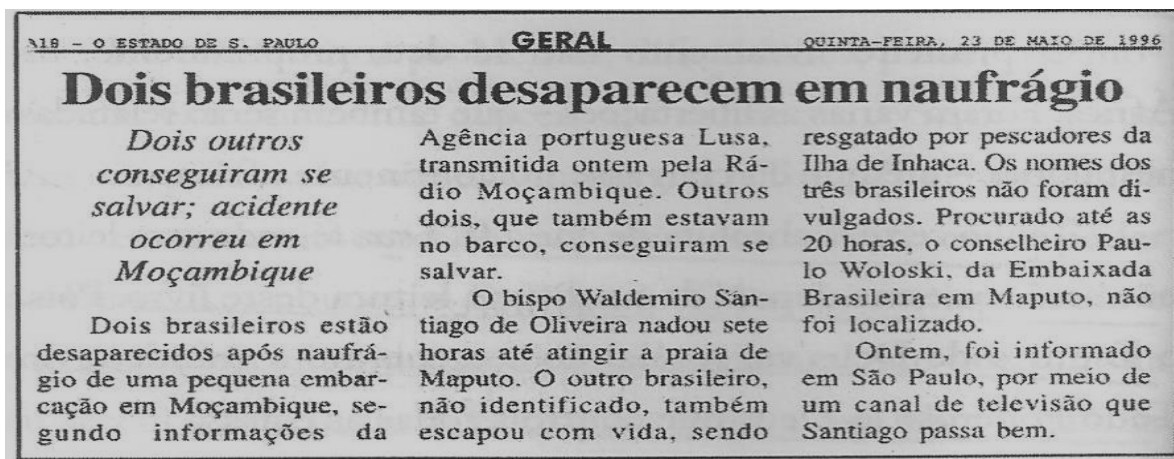 A18 – O ESTADO DE S. PAULO
GERAL
QUINTA-FEIRA, 23 DE MAIO DE 1996
Dois brasileiros desaparecem em naufrágio
Dois outros
conseguiram se
salvar; acidente
ocorreu em
Moçambique
Dois brasileiros estão
desaparecidos após naufrá-
gio de uma pequena embar-
cação em Moçambique, se-
gundo informações da
Agência portuguesa Lusa,
transmitida ontem pela Rá-
dio Moçambique. Outros
dois, que também estavam
no barco, conseguiram se
salvar.
O bispo Waldemiro San-
tiago de Oliveira nadou sete
horas até atingir a praia de
Maputo. O outro brasileiro,
não identificado, também
escapou com vida, sendo
resgatado por pescadores da
Ilha de Inhaca. Os nomes dos
três brasileiros não foram di-
vulgados. Procurado até as
20 horas, o conselheiro Pau-
lo Woloski, da Embaixada
Brasileira em Maputo, não
foi localizado.
Ontem, foi informado
em São Paulo, por meio de
um canal de televisão que
Santiago passa bem.